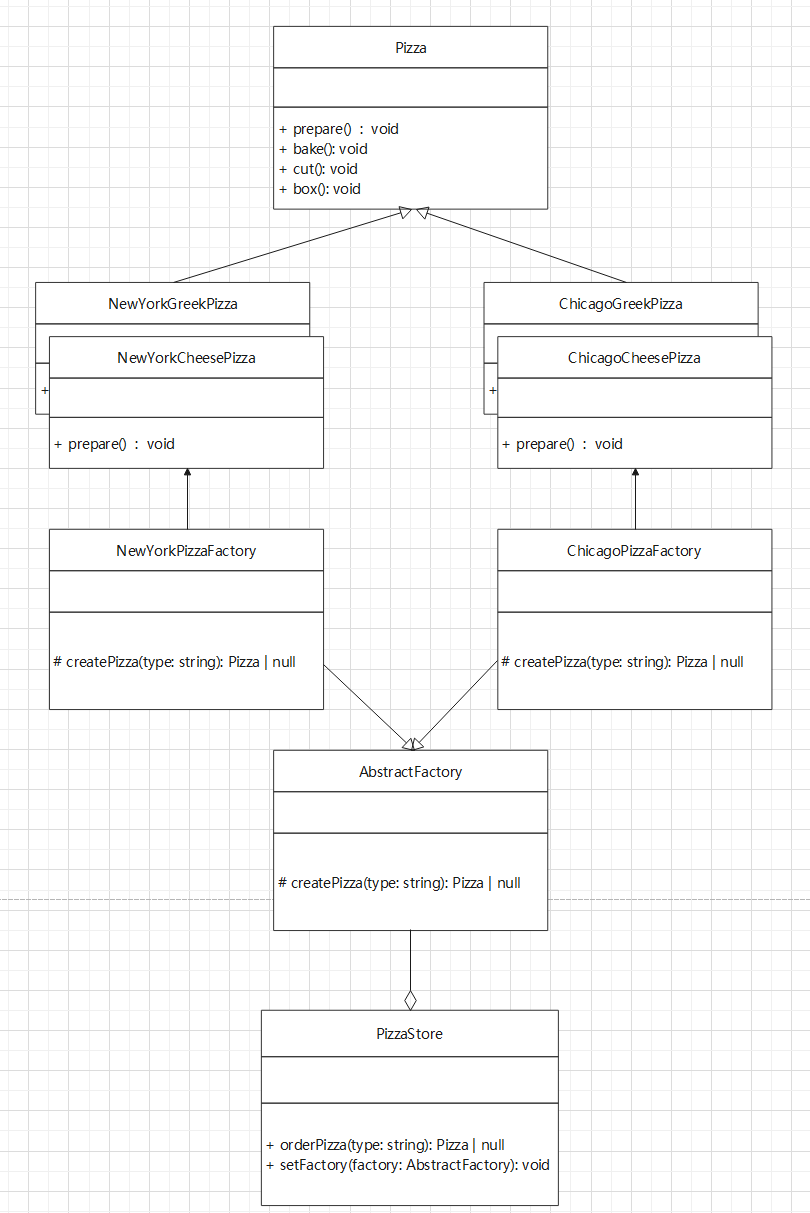 Pizza
+ prepare() : void
+ bake(): void
+ cut(): void
+ box(): void
NewYorkGreekPizza
ChicagoGreekPizza
NewYorkCheesePizza
ChicagoCheesePizza
+
+
+ prepare() : void
+ prepare() : void
NewYorkPizzaFactory
ChicagoPizzaFactory
# createPizza(type: string): Pizza | null
# createPizza(type: string): Pizza | null
AbstractFactory
# createPizza(type: string): Pizza | null
PizzaStore
+ orderPizza(type: string): Pizza | null
+ setFactory(factory: AbstractFactory): void